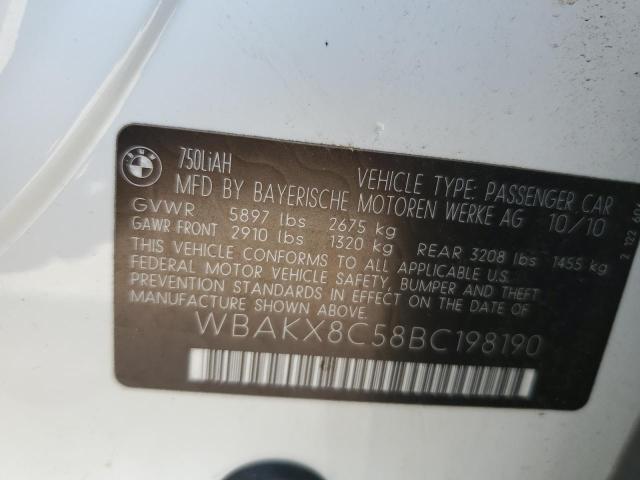 BMW
750LiAH
VEHICLE TYPE: PASSENGER CAR
MFD BY BAYERISCHE MOTOREN WERKE AG 10/10
GVWR 5897 lbs 2675 kg
GAWR FRONT 2910 lbs 1320 kg REAR 3208 lbs 1455 kg
THIS VEHICLE CONFORMS TO ALL APPLICABLE U.S.
FEDERAL MOTOR VEHICLE SAFETY, BUMPER AND THEFT
PREVENTION STANDARDS IN EFFECT ON THE DATE OF
MANUFACTURE SHOWN ABOVE.
WBAKX8C58BC198190